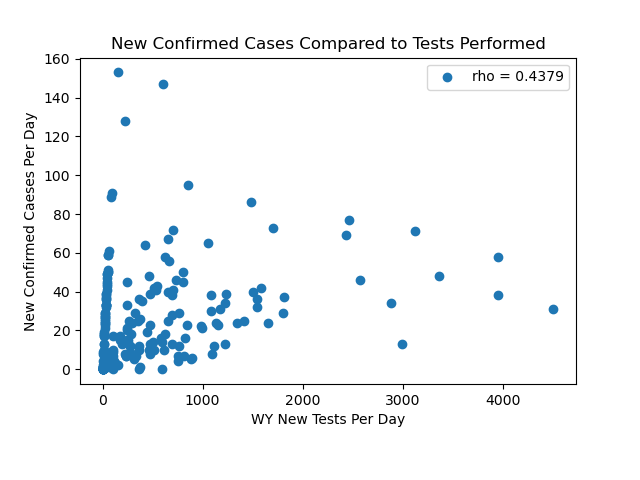 New Confirmed Cases Compared to Tests Performed
rho = 0.4379
New Confirmed Caeses Per Day
160
140
120
100
80
60
40
20
0
0 1000 2000 3000 4000
WY New Tests Per Day